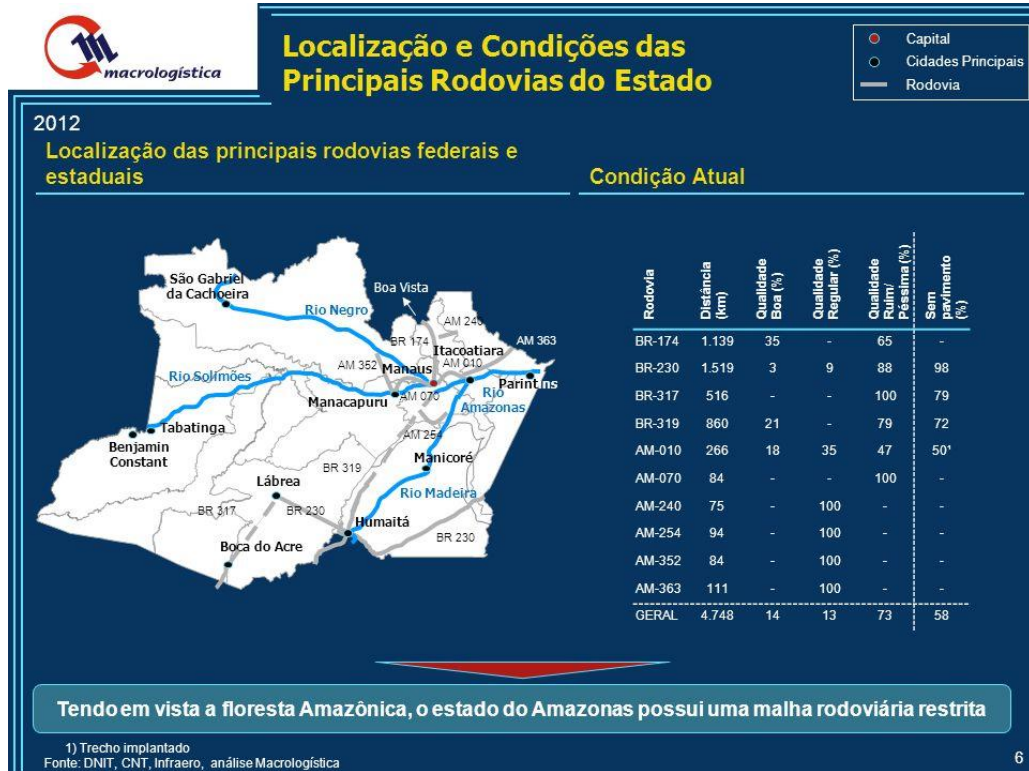 macrologística
Localização e Condições das
Principais Rodovias do Estado
Capital
Cidades Principais
Rodovia
2012
Localização das principais rodovias federais e
estaduais
Condição Atual
São Gabriel
da Cachoeira
Boa Vista
Rio Negro
AM 240
BR 174
AM 363
Itacoatiara
AM 352
Manaus
AM 010
Rio Solimões
Parintins
Manacapuru
AM 070
Rio
Amazonas
Tabatinga
AM 254
Benjamin
Constant
Manicoré
BR 319
Lábrea
Rio Madeira
BR 317
BR 230
Humaitá
Boca do Acre
BR 230
Rodovia
Distância
(km)
Qualidade
Boa (%)
Qualidade
Regular (%)
Qualidade
Ruim/
Péssima (%)
Sem
pavimento
(%)
BR-174 1.139 35 - 65 -
BR-230 1.519 3 9 88 98
BR-317 516 - - 100 79
BR-319 860 21 - 79 72
AM-010 266 18 35 47 50¹
AM-070 84 - - 100 -
AM-240 75 - 100 - -
AM-254 94 - 100 - -
AM-352 84 - 100 - -
AM-363 111 - 100 - -
GERAL 4.748 14 13 73 58
Tendo em vista a floresta Amazônica, o estado do Amazonas possui uma malha rodoviária restrita
1) Trecho implantado
Fonte: DNIT, CNT, Infraero, análise Macrologística
6